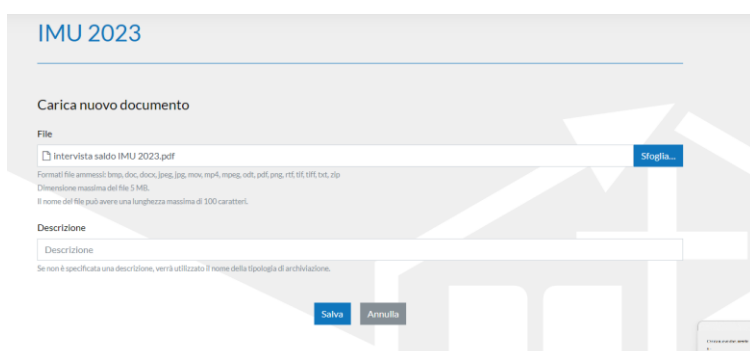 IMU 2023
Carica nuovo documento
File
intervista saldo IMU 2023.pdf
Sfoglia...
Formati file ammessi: bmp, doc, docx, jpeg, jpg, mov, mp4, mpeg, odt, pdf, png, rtf, tif, tiff, txt, zip
Dimensione massima del file 5 MB.
Il nome del file può avere una lunghezza massima di 100 caratteri.
Descrizione
Descrizione
Se non è specificata una descrizione, verrà utilizzato il nome della tipologia di archiviazione.
Salva Annulla